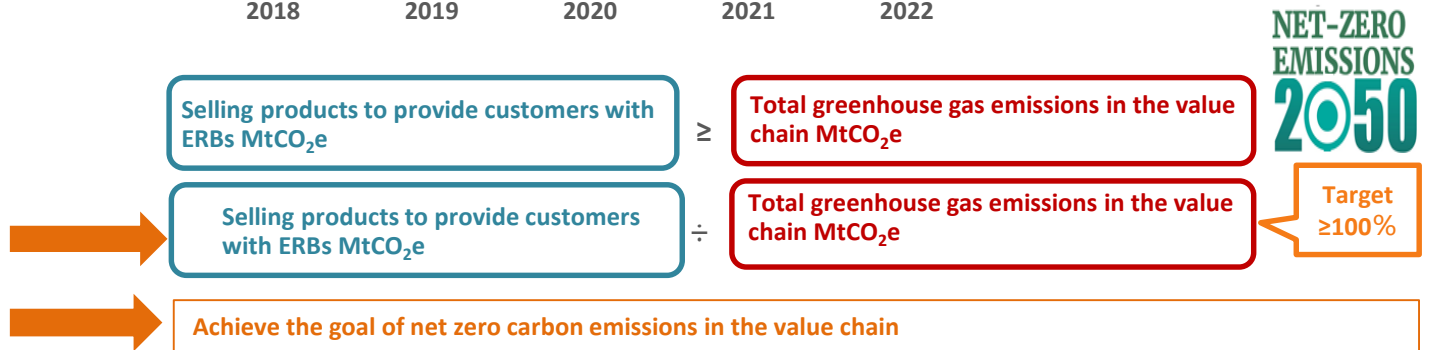 2018 2019 2020 2021 2022
NET-ZERO
EMISSIONS
2050
Selling products to provide customers with
ERBs MtCO₂e
≥
Total greenhouse gas emissions in the value
chain MtCO₂e
Selling products to provide customers
with ERBs MtCO₂e
÷
Total greenhouse gas emissions in the value
chain MtCO₂e
Target
≥100%
Achieve the goal of net zero carbon emissions in the value chain